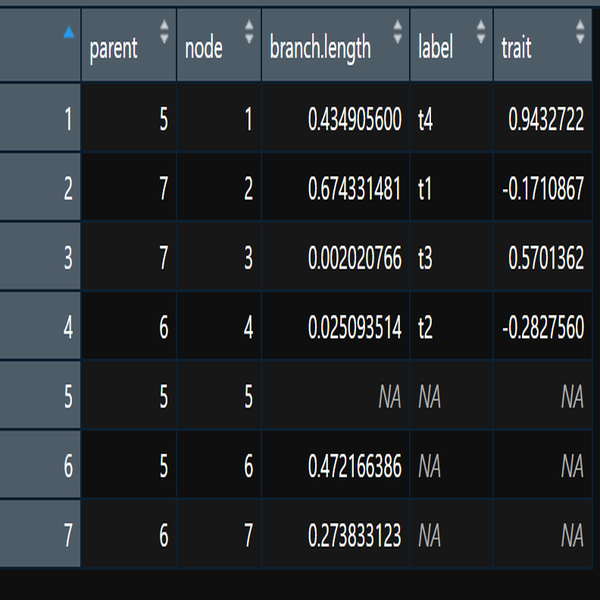 parent node branch.length label trait
1 5 1 0.434905600 t4 0.9432722
2 7 2 0.674331481 t1 -0.1710867
3 7 3 0.002020766 t3 0.5701362
4 6 4 0.025093514 t2 -0.2827560
5 5 5 NA NA NA
6 5 6 0.472166386 NA NA
7 6 7 0.273833123 NA NA